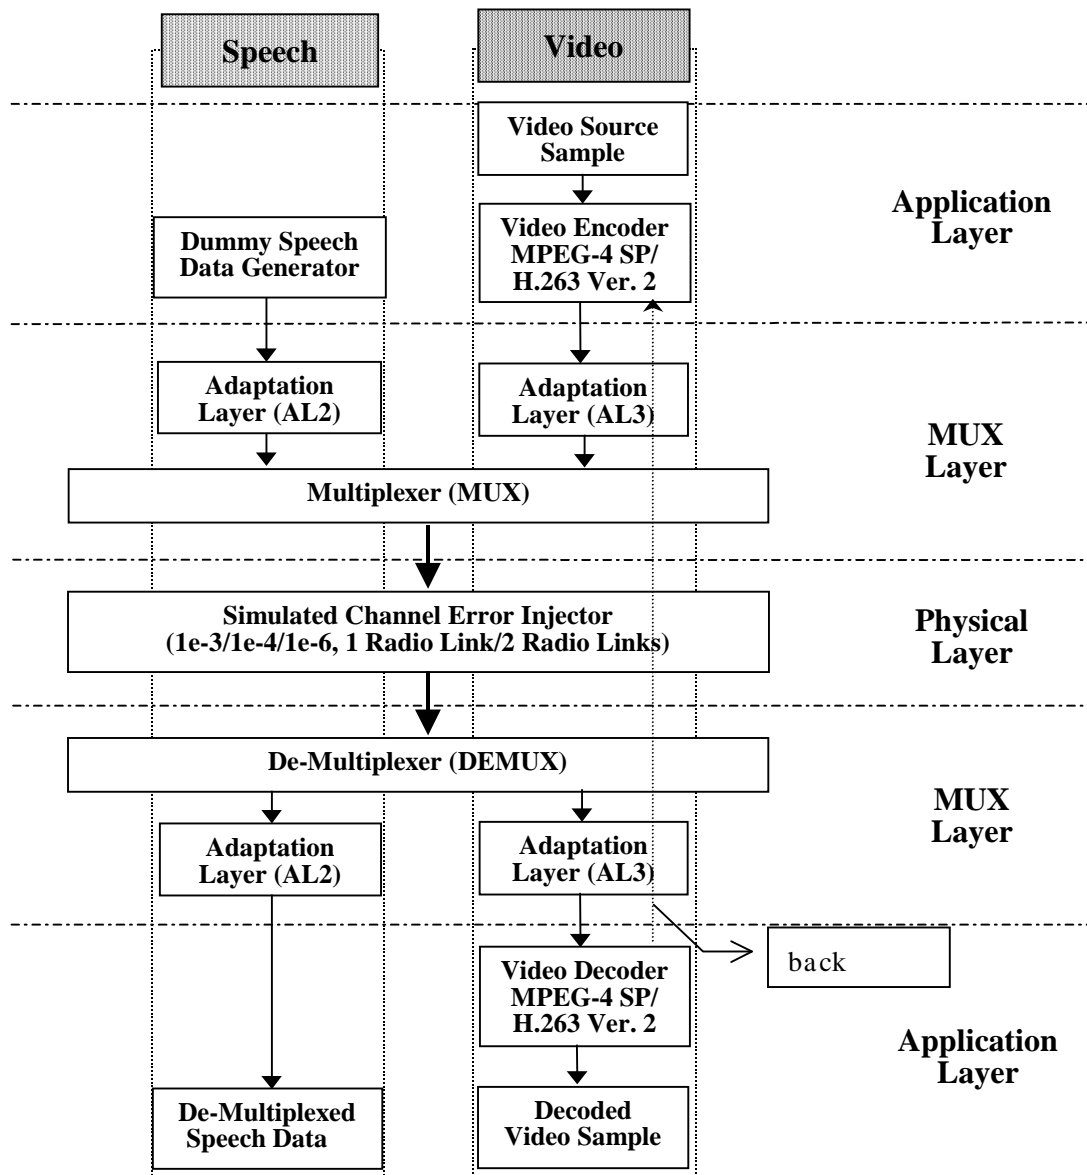 Speech
Video
Video Source
Sample
Application
Layer
Dummy Speech
Data Generator
Video Encoder
MPEG-4 SP/
H.263 Ver. 2
Adaptation
Layer (AL2)
Adaptation
Layer (AL3)
MUX
Layer
Multiplexer (MUX)
Simulated Channel Error Injector
(1e-3/1e-4/1e-6, 1 Radio Link/2 Radio Links)
Physical
Layer
De-Multiplexer (DEMUX)
MUX
Layer
Adaptation
Layer (AL2)
Adaptation
Layer (AL3)
back
Video Decoder
MPEG-4 SP/
H.263 Ver. 2
Application
Layer
De-Multiplexed
Speech Data
Decoded
Video Sample